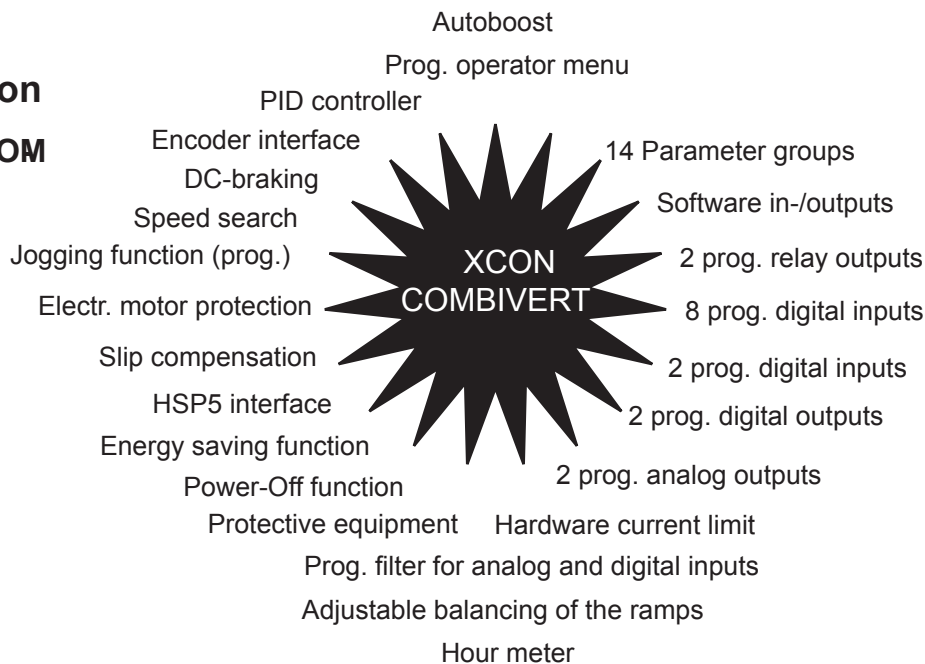 Autoboost
Prog. operator menu
on
PID controller
Encoder interface
OM
14 Parameter groups
DC-braking
Software in-/outputs
Speed search
Jogging function (prog.)
XCON
COMBIVERT
2 prog. relay outputs
Electr. motor protection
8 prog. digital inputs
Slip compensation
2 prog. digital inputs
HSP5 interface
2 prog. digital outputs
Energy saving function
2 prog. analog outputs
Power-Off function
Protective equipment
Hardware current limit
Prog. filter for analog and digital inputs
Adjustable balancing of the ramps
Hour meter